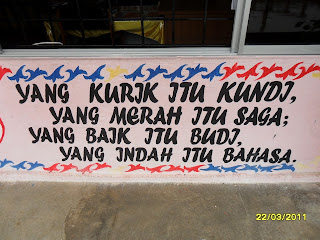 YANG KURIK ITU KUNDI,
YANG MERAH ITU SAGA;
YANG BAIK ITU BUDI,
YANG INDAH ITU BAHASA.
22/03/2011